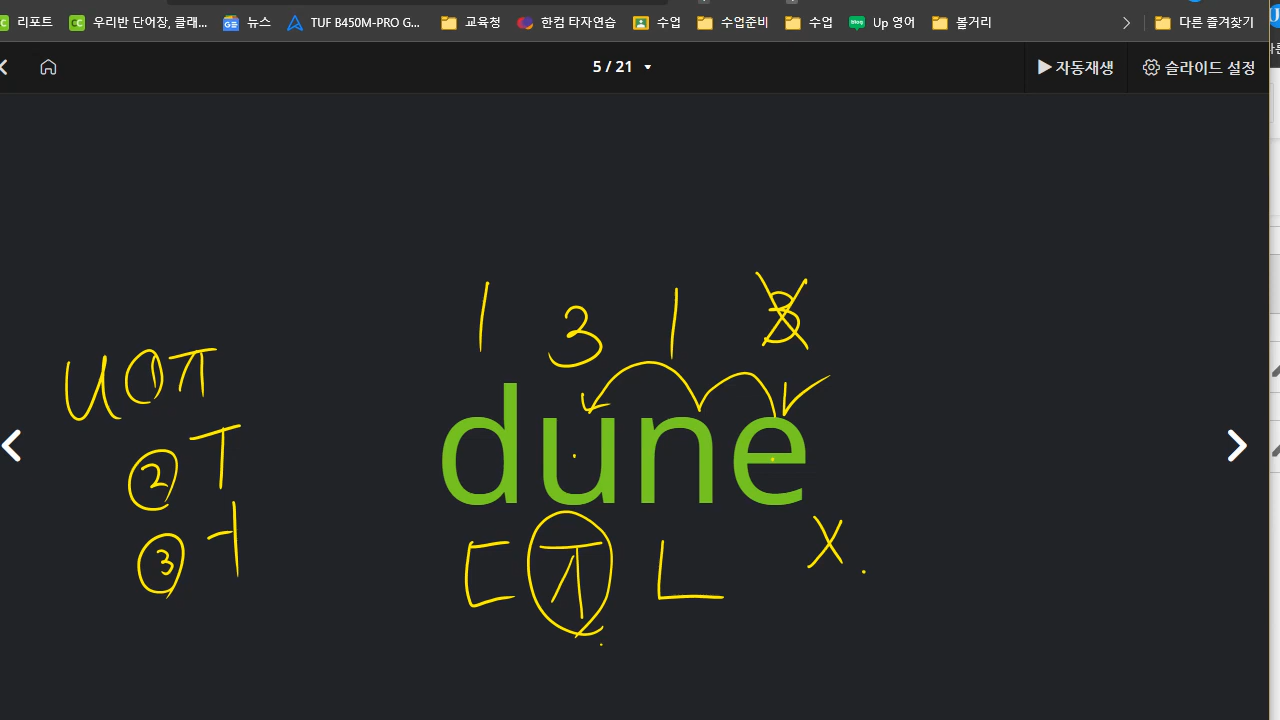 리포트 우리반 단어장, 클래... 뉴스 TUF B450M-PRO G... 교육청 한컴 타자연습 수업 수업준비 수업 Up 영어 볼거리 다른 즐겨찾기
5 / 21 자동재생 슬라이드 설정
1 3 1 3
u ① ㅠ
② ㅜ
③ ㅓ
dune
ㄷ ㅠ ㄴ X